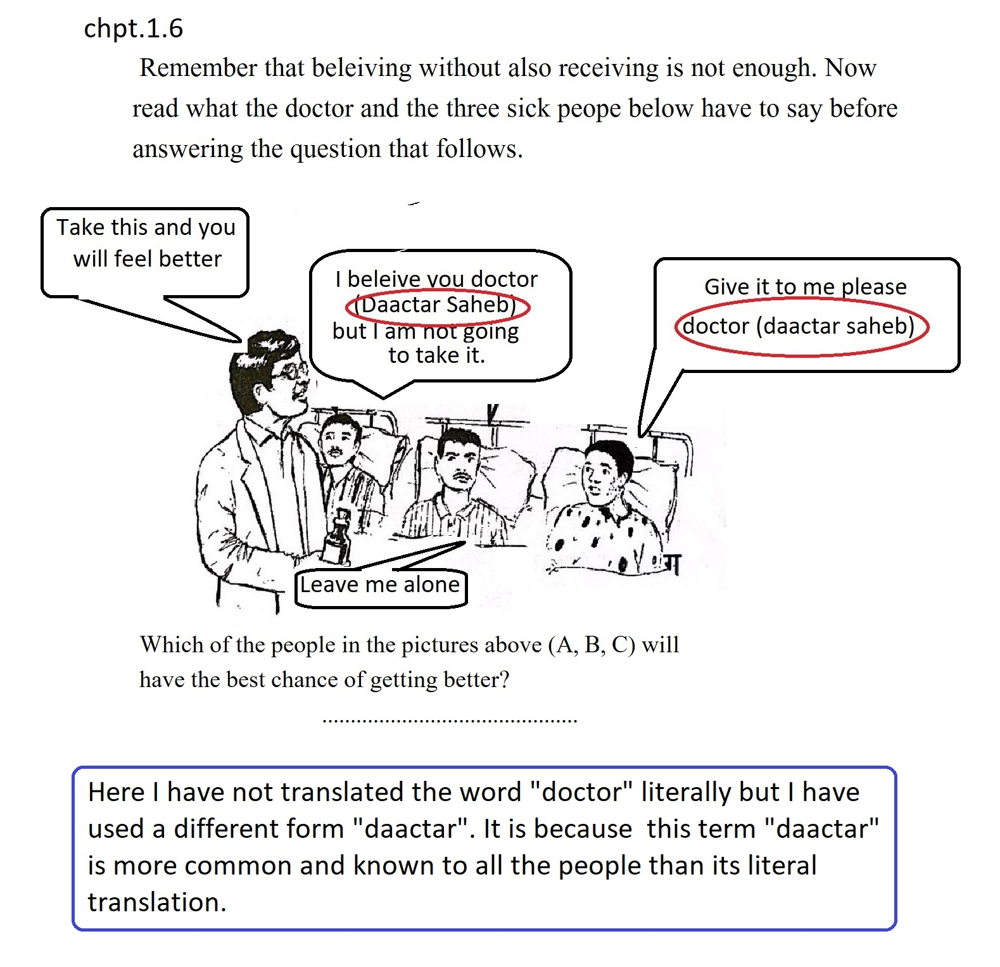 chpt.1.6
Remember that beleiving without also receiving is not enough. Now
read what the doctor and the three sick peope below have to say before
answering the question that follows.
Take this and you
will feel better
I beleive you doctor
(Daactar Saheb)
but I am not going
to take it.
Give it to me please
doctor (daactar saheb)
Leave me alone
ग
Which of the people in the pictures above (A, B, C) will
have the best chance of getting better?
.............................................
Here I have not translated the word "doctor" literally but I have
used a different form "daactar". It is because this term "daactar"
is more common and known to all the people than its literal
translation.